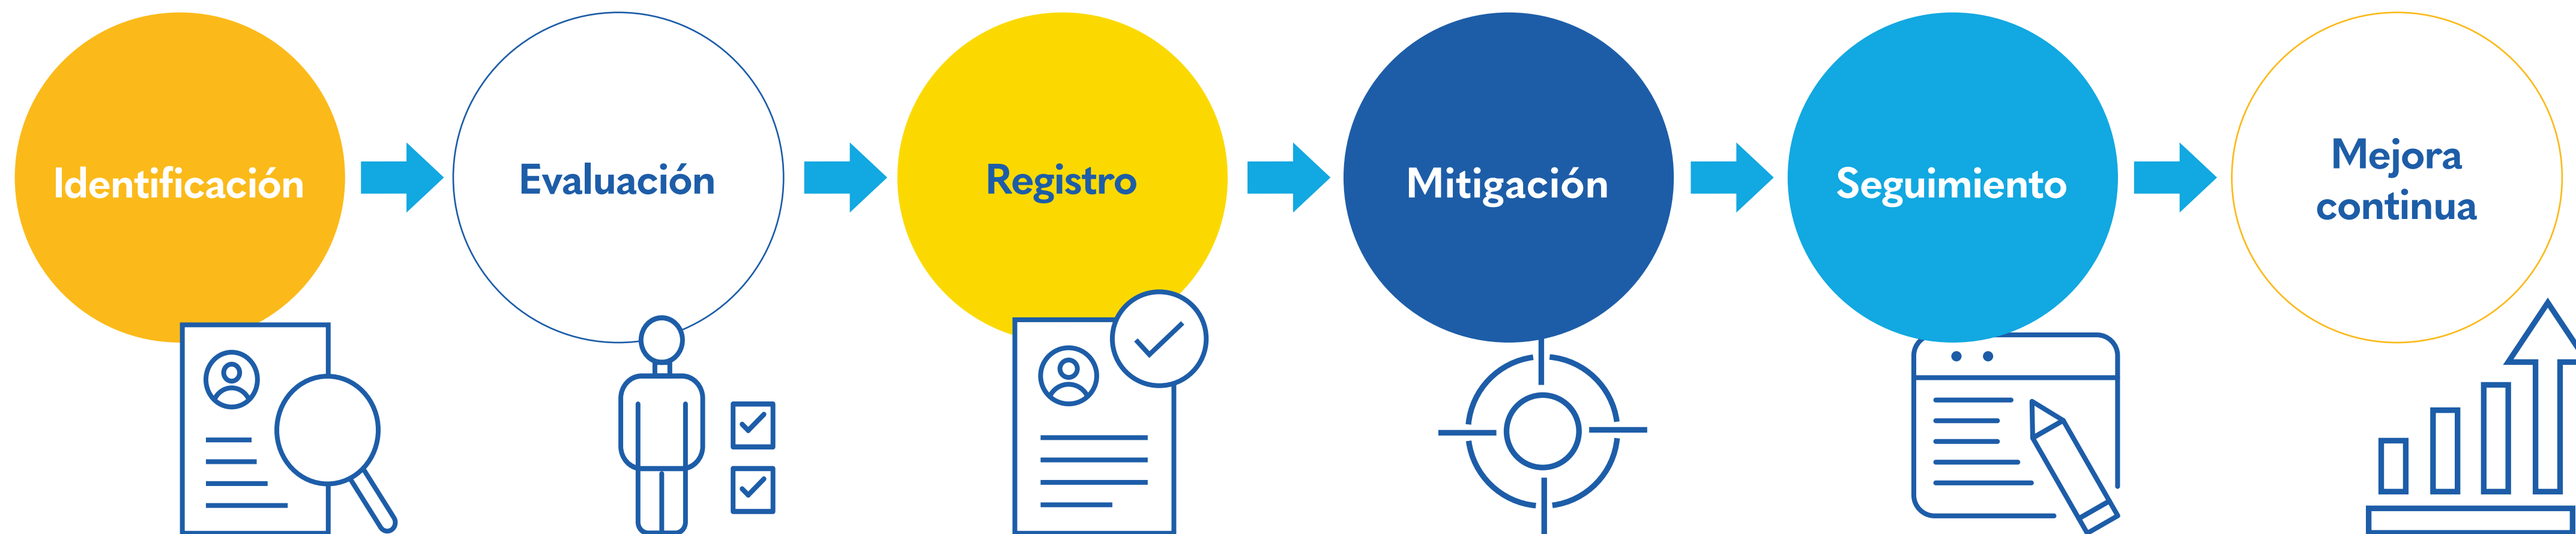 Identificación
Evaluación
Registro
Mitigación
Seguimiento
Mejora
continua